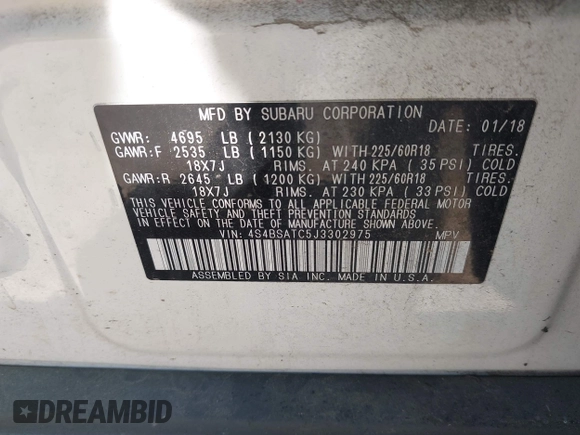 MFD BY SUBARU CORPORATION
DATE: 01/18
GVWR: 4695 LB ( 2130 KG)
GAWR:F 2535 LB ( 1150 KG) WITH 225/60R18 TIRES.
18X7J RIMS. AT 240 KPA ( 35 PSI) COLD
GAWR:R 2645 LB ( 1200 KG) WITH 225/60R18 TIRES.
18X7J RIMS. AT 230 KPA ( 33 PSI) COLD
THIS VEHICLE CONFORMS TO ALL APPLICABLE FEDERAL MOTOR
VEHICLE SAFETY AND THEFT PREVENTION STANDARDS
IN EFFECT ON THE DATE OF MANUFACTURE SHOWN ABOVE.
VIN: 4S4BSATC5J3302975 MPV
ASSEMBLED BY SIA INC. MADE IN U.S.A.
DREAMBID